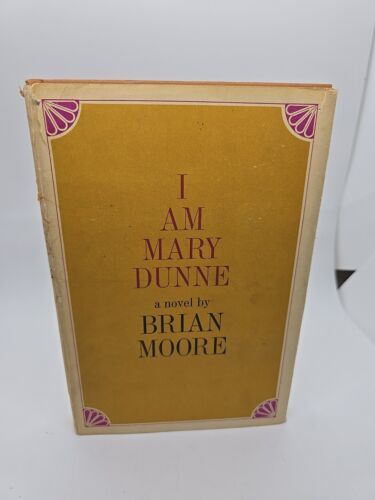 I
AM
MARY
DUNNE
a novel by
BRIAN
MOORE